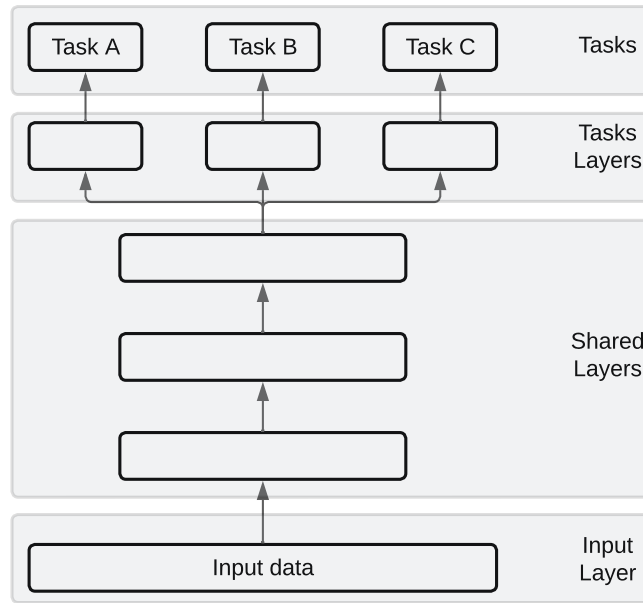 Task A Task B Task C Tasks
Tasks
Layers
Shared
Layers
Input data
Input
Layer